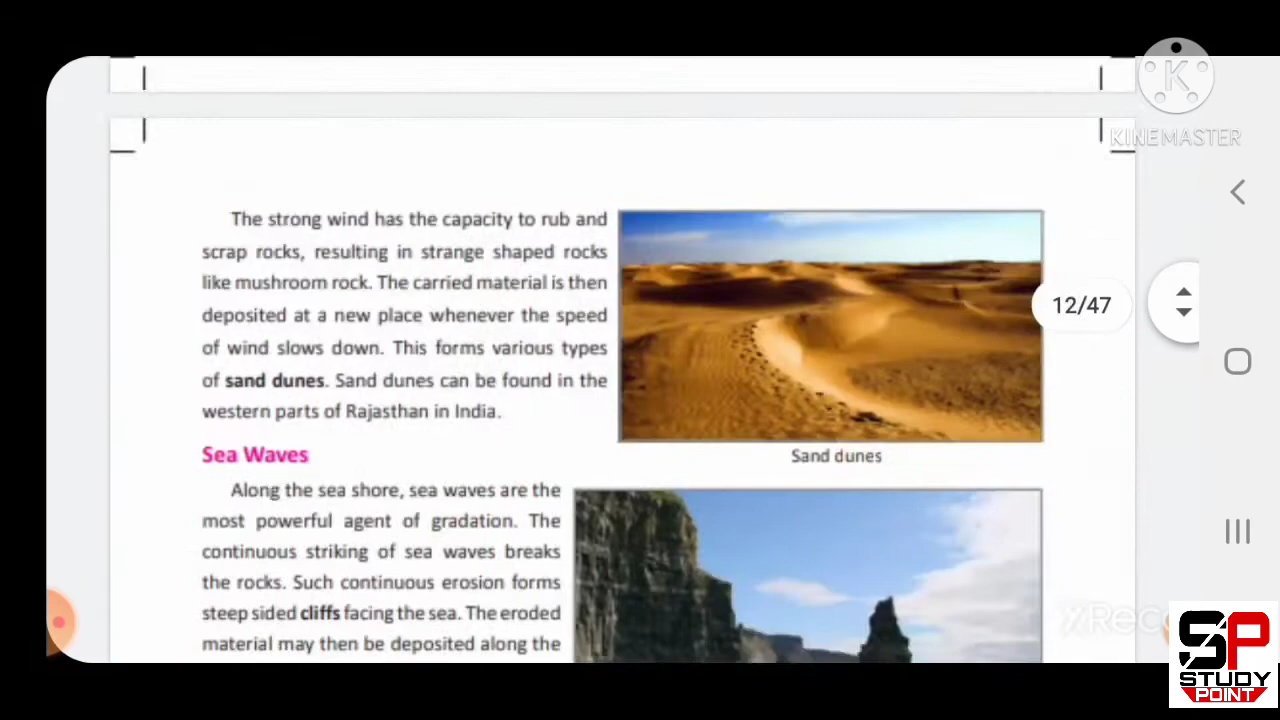 K
KINEMASTER
The strong wind has the capacity to rub and
scrap rocks, resulting in strange shaped rocks
like mushroom rock. The carried material is then
deposited at a new place whenever the speed
of wind slows down. This forms various types
of sand dunes. Sand dunes can be found in the
western parts of Rajasthan in India.
Sand dunes
12/47
Sea Waves
Along the sea shore, sea waves are the
most powerful agent of gradation. The
continuous striking of sea waves breaks
the rocks. Such continuous erosion forms
steep sided cliffs facing the sea. The eroded
material may then be deposited along the
SP
STUDY
POINT